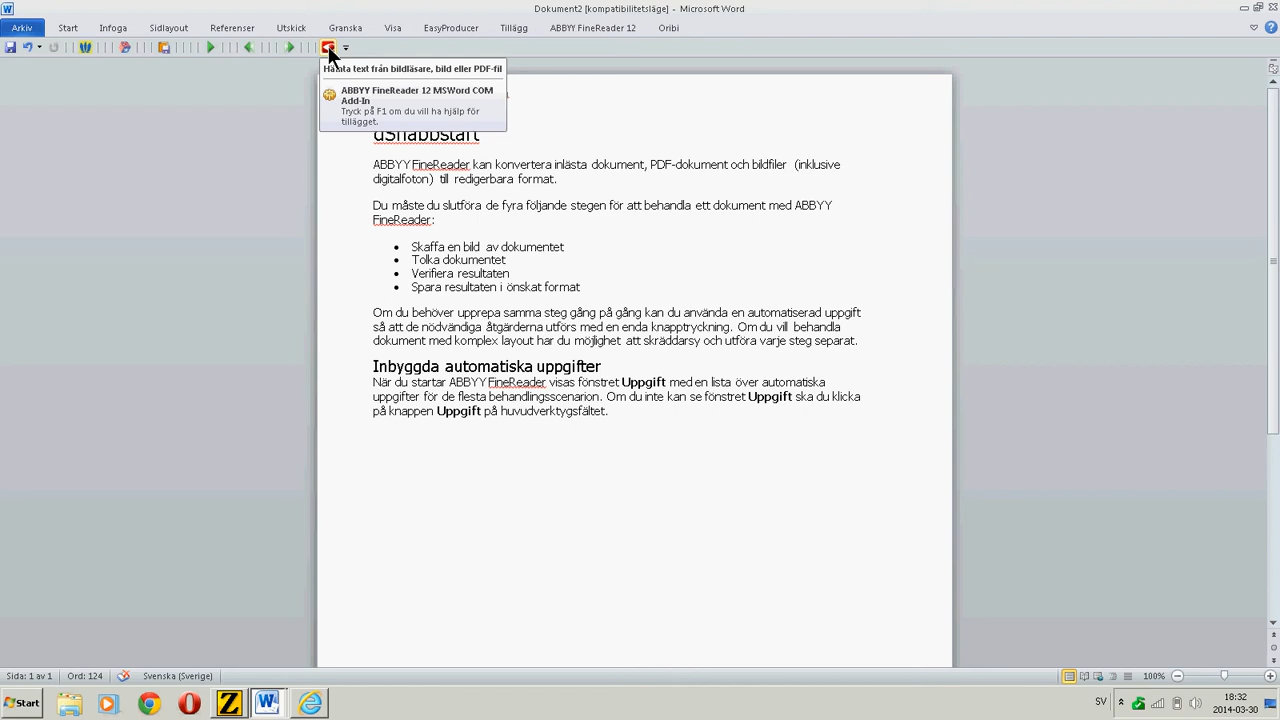 Dokument2 [kompatibilitetsläge] - Microsoft Word
Arkiv Start Infoga Sidlayout Referenser Utskick Granska Visa EasyProducer Tillägg ABBYY FineReader 12 Oribi
Hämta text från bildläsare, bild eller PDF-fil
ABBYY FineReader 12 MSWord COM
Add-In
Tryck på F1 om du vill ha hjälp för
tillägget.
dSnabbstart
ABBYY FineReader kan konvertera inlästa dokument, PDF-dokument och bildfiler (inklusive
digitalfoton) till redigerbara format.
Du måste du slutföra de fyra följande stegen för att behandla ett dokument med ABBYY
FineReader:
• Skaffa en bild av dokumentet
• Tolka dokumentet
• Verifiera resultaten
• Spara resultaten i önskat format
Om du behöver upprepa samma steg gång på gång kan du använda en automatiserad uppgift
så att de nödvändiga åtgärderna utförs med en enda knapptryckning. Om du vill behandla
dokument med komplex layout har du möjlighet att skräddarsy och utföra varje steg separat.
Inbyggda automatiska uppgifter
När du startar ABBYY FineReader visas fönstret Uppgift med en lista över automatiska
uppgifter för de flesta behandlingsscenarion. Om du inte kan se fönstret Uppgift ska du klicka
på knappen Uppgift på huvudverktygsfältet.
Sida: 1 av 1 Ord: 124 Svenska (Sverige) 100%
Start SV 18:32
2014-03-30